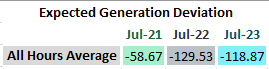 Expected Generation Deviation
Jul-21 Jul-22 Jul-23
All Hours Average -58.67 -129.53 -118.87